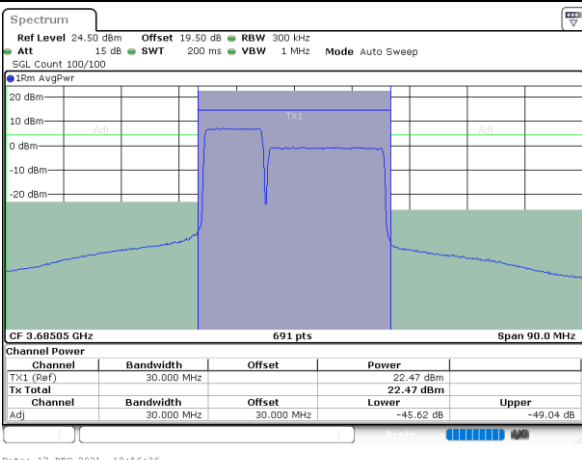 Spectrum
Ref Level 24.50 dBm Offset 19.50 dB RBW 300 kHz
Att 15 dB SWT 200 ms VBW 1 MHz Mode Auto Sweep
SGL Count 100/100
1Rm AvgPwr
20 dBm
TX1
10 dBm
Adj Adj
0 dBm
-10 dBm
-20 dBm
CF 3.68505 GHz 691 pts Span 90.0 MHz
Channel Power
Channel Bandwidth Offset Power
TX1 (Ref) 30.000 MHz 22.47 dBm
Tx Total 22.47 dBm
Channel Bandwidth Offset Lower Upper
Adj 30.000 MHz 30.000 MHz -45.62 dB -49.04 dB
Ready